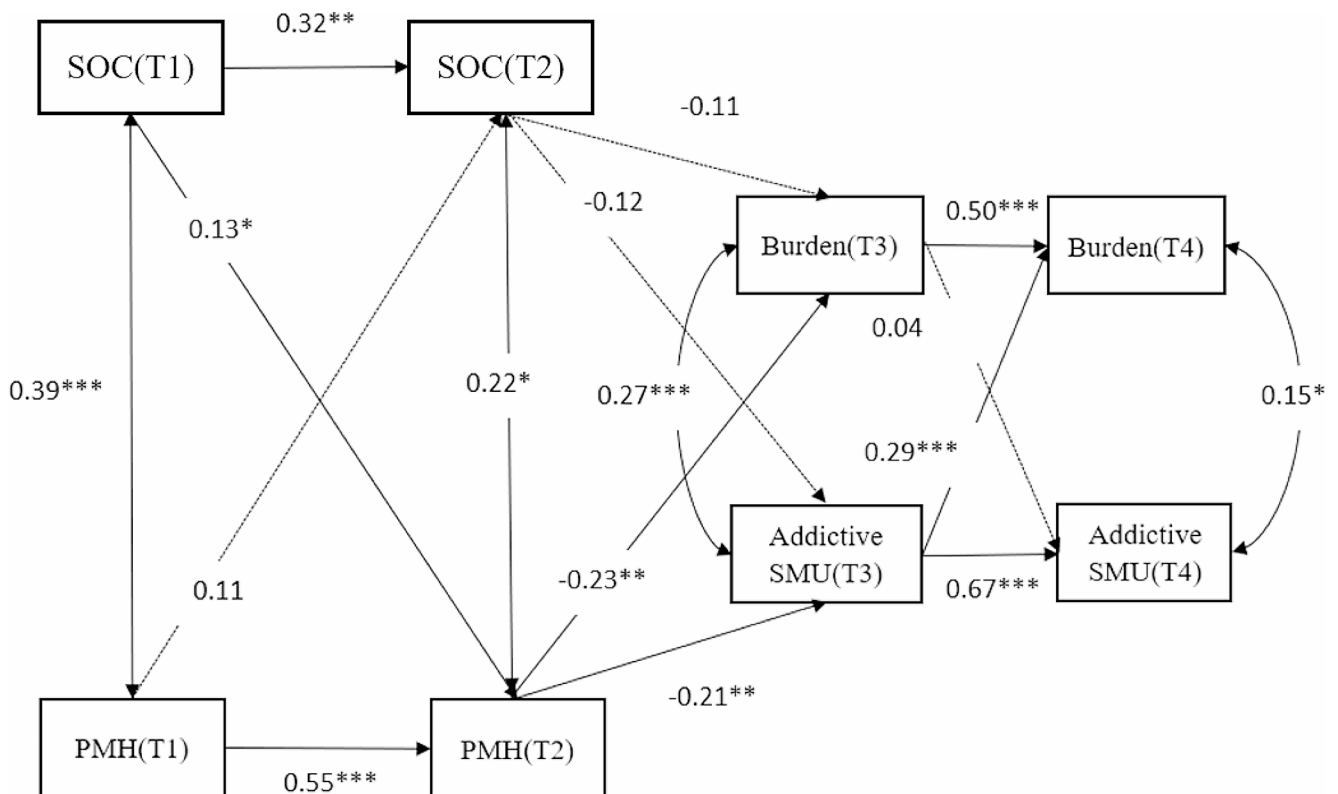 0.32**
SOC(T1)
SOC(T2)
-0.11
-0.12
0.13*
0.50***
Burden(T3)
Burden(T4)
0.04
0.39***
0.22*
0.27***
0.15*
0.29***
Addictive
SMU(T3)
Addictive
SMU(T4)
0.11
-0.23**
0.67***
-0.21**
PMH(T1)
PMH(T2)
0.55***